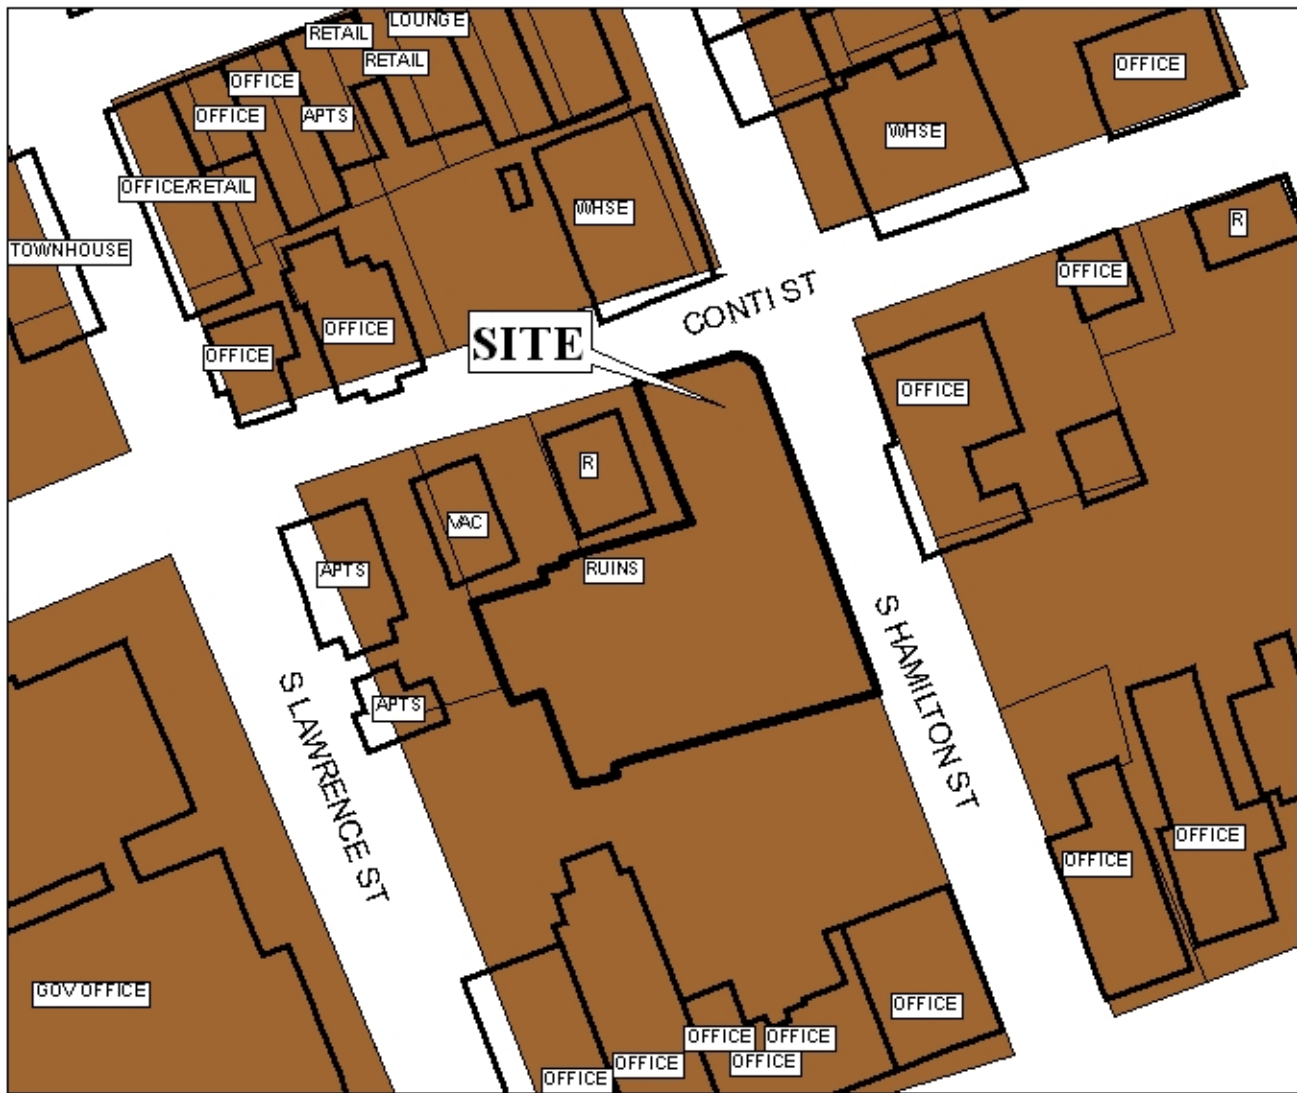 LOUNGE
RETAIL
RETAIL
OFFICE
OFFICE
APTS
OFFICE
WHSE
OFFICE/RETAIL
WHSE
R
TOWNHOUSE
OFFICE
CONTI ST
OFFICE
OFFICE
SITE
OFFICE
R
VAC
APTS
RUINS
S HAMILTON ST
S LAWRENCE ST
APTS
OFFICE
OFFICE
GOV OFFICE
OFFICE
OFFICE
OFFICE
OFFICE
OFFICE
OFFICE